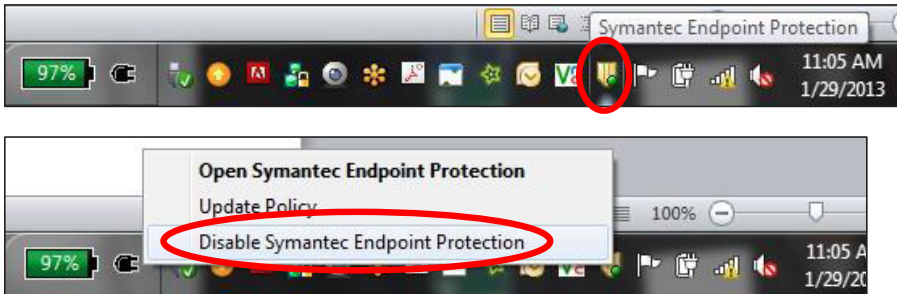 Symantec Endpoint Protection
97%
11:05 AM
1/29/2013
Open Symantec Endpoint Protection
Update Policy
100%
Disable Symantec Endpoint Protection
97%
11:05 A
1/29/20